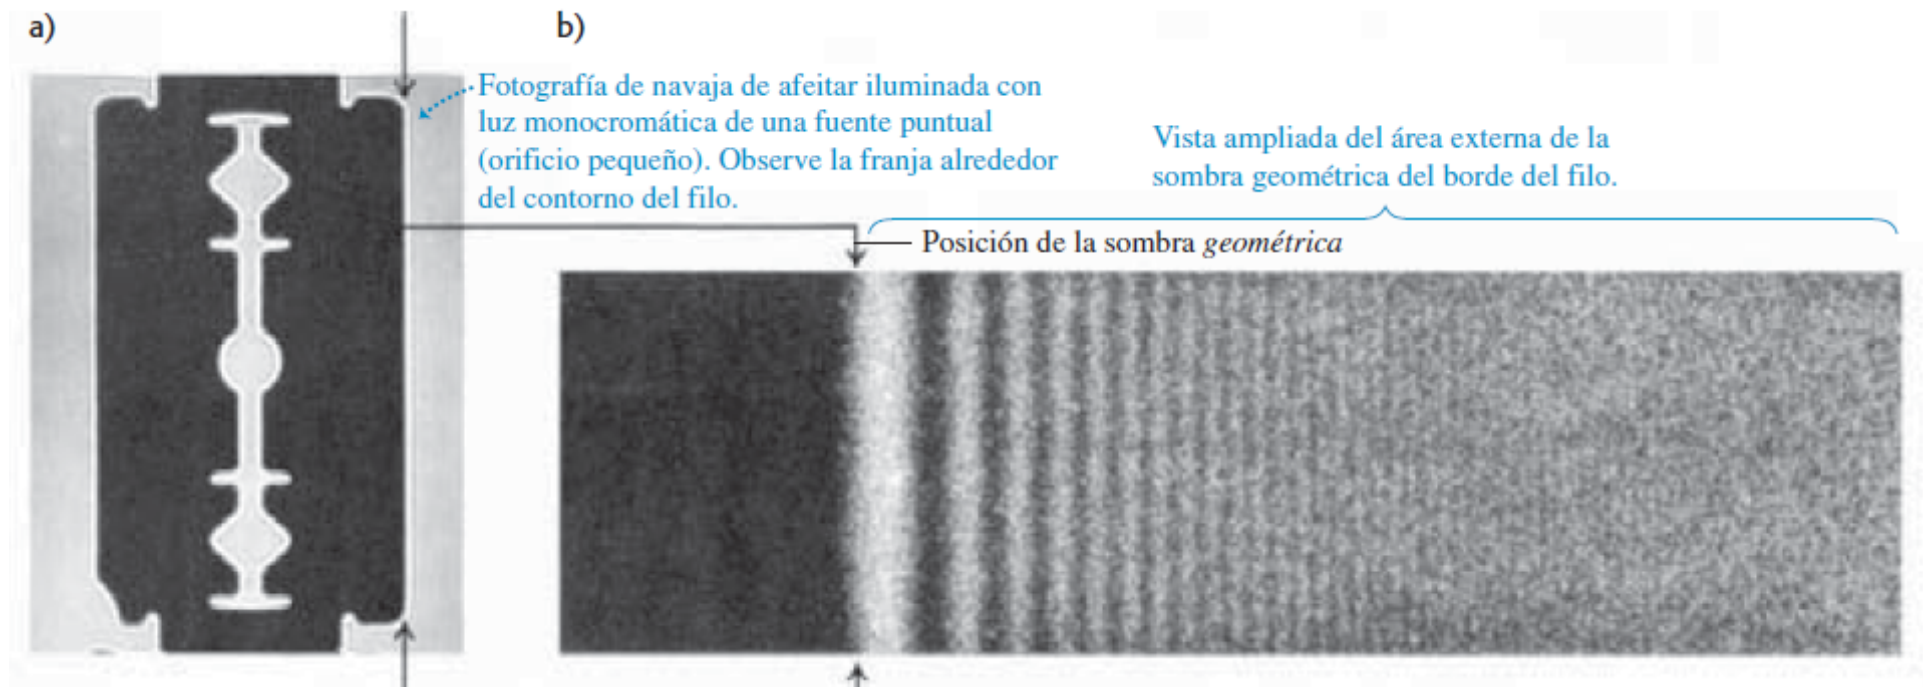 a)
b)
Fotografía de navaja de afeitar iluminada con
luz monocromática de una fuente puntual
(orificio pequeño). Observe la franja alrededor
del contorno del filo.
Vista ampliada del área externa de la
sombra geométrica del borde del filo.
Posición de la sombra geométrica